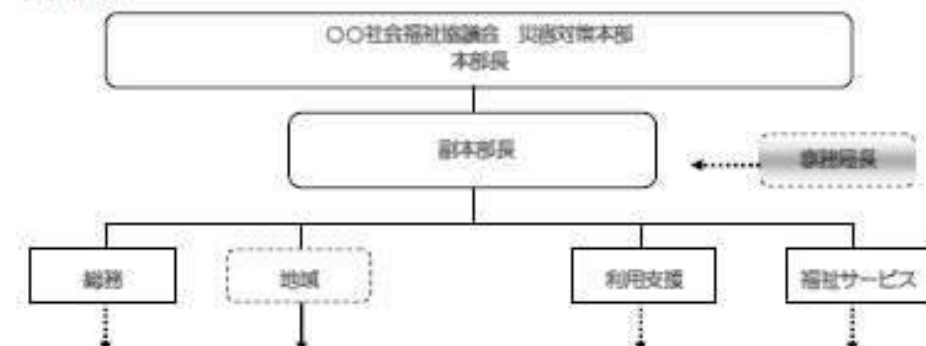 〇〇社会福祉協議会 災害対策本部
本部長
副本部長
事務局長
総務
地域
利用支援
福祉サービス